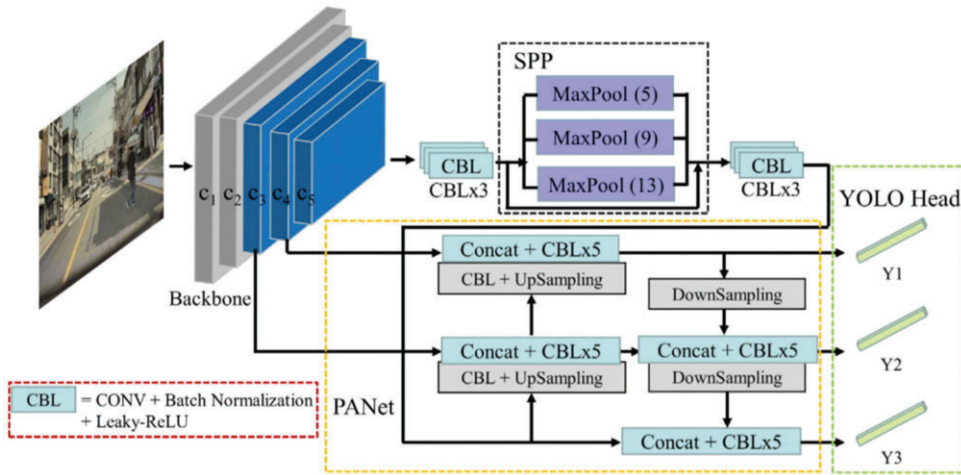 SPP
MaxPool (5)
MaxPool (9)
MaxPool (13)
CBL
CBLx3
CBL
CBLx3
c1
c2
c3
c4
c5
Backbone
YOLO Head
Concat + CBLx5
CBL + UpSampling
DownSampling
Y1
Concat + CBLx5
CBL + UpSampling
Concat + CBLx5
DownSampling
Y2
PANet
Concat + CBLx5
Y3
CBL
= CONV + Batch Normalization
+ Leaky-ReLU